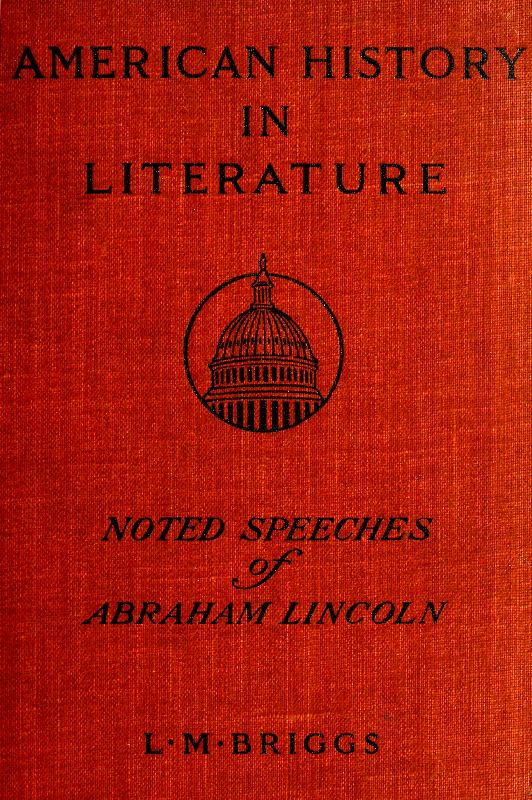 AMERICAN HISTORY
IN
LITERATURE
NOTED SPEECHES
of
ABRAHAM LINCOLN
L·M·BRIGGS